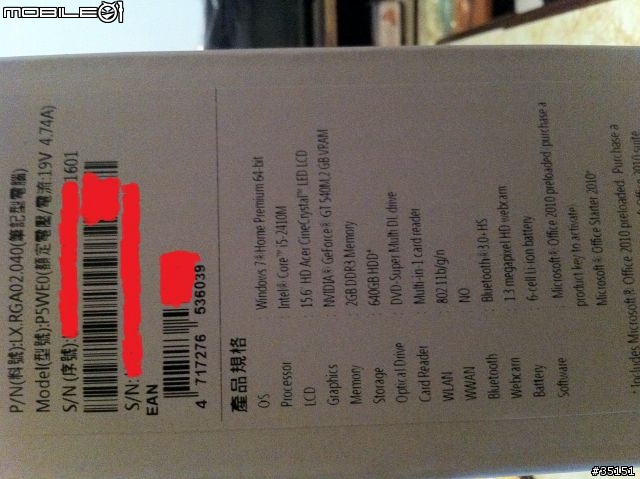 MOBILE01
P/N(料號):LX.RGA02.040(筆記型電腦)
Model(型號):P5WE0(額定電壓/電流:19V 4.74A)
S/N(序號): 1601
S/N:
EAN
4 717276 536039
產品規格
OS Windows 7® Home Premium 64-bit
Processor Intel® Core™ i5-2410M
LCD 15.6" HD Acer CineCrystal™ LED LCD
Graphics NVIDIA® GeForce® GT 540M,2 GB VRAM
Memory 2GB DDR3 Memory
Storage 640GB HDD*
Optical Drive DVD-Super Multi DL drive
Card Reader Multi-in-1 card reader
WLAN 802.11b/g/n
WWAN NO
Bluetooth Bluetooth® 3.0+HS
Webcam 1.3 megapixel HD webcam
Battery 6-cell Li-ion battery
Software Microsoft® Office 2010 preloaded. purchase a
product key to activate.
Microsoft® Office Starter 2010*
* Includes Microsoft® Office 2010 preloaded. Purchase a
#35151